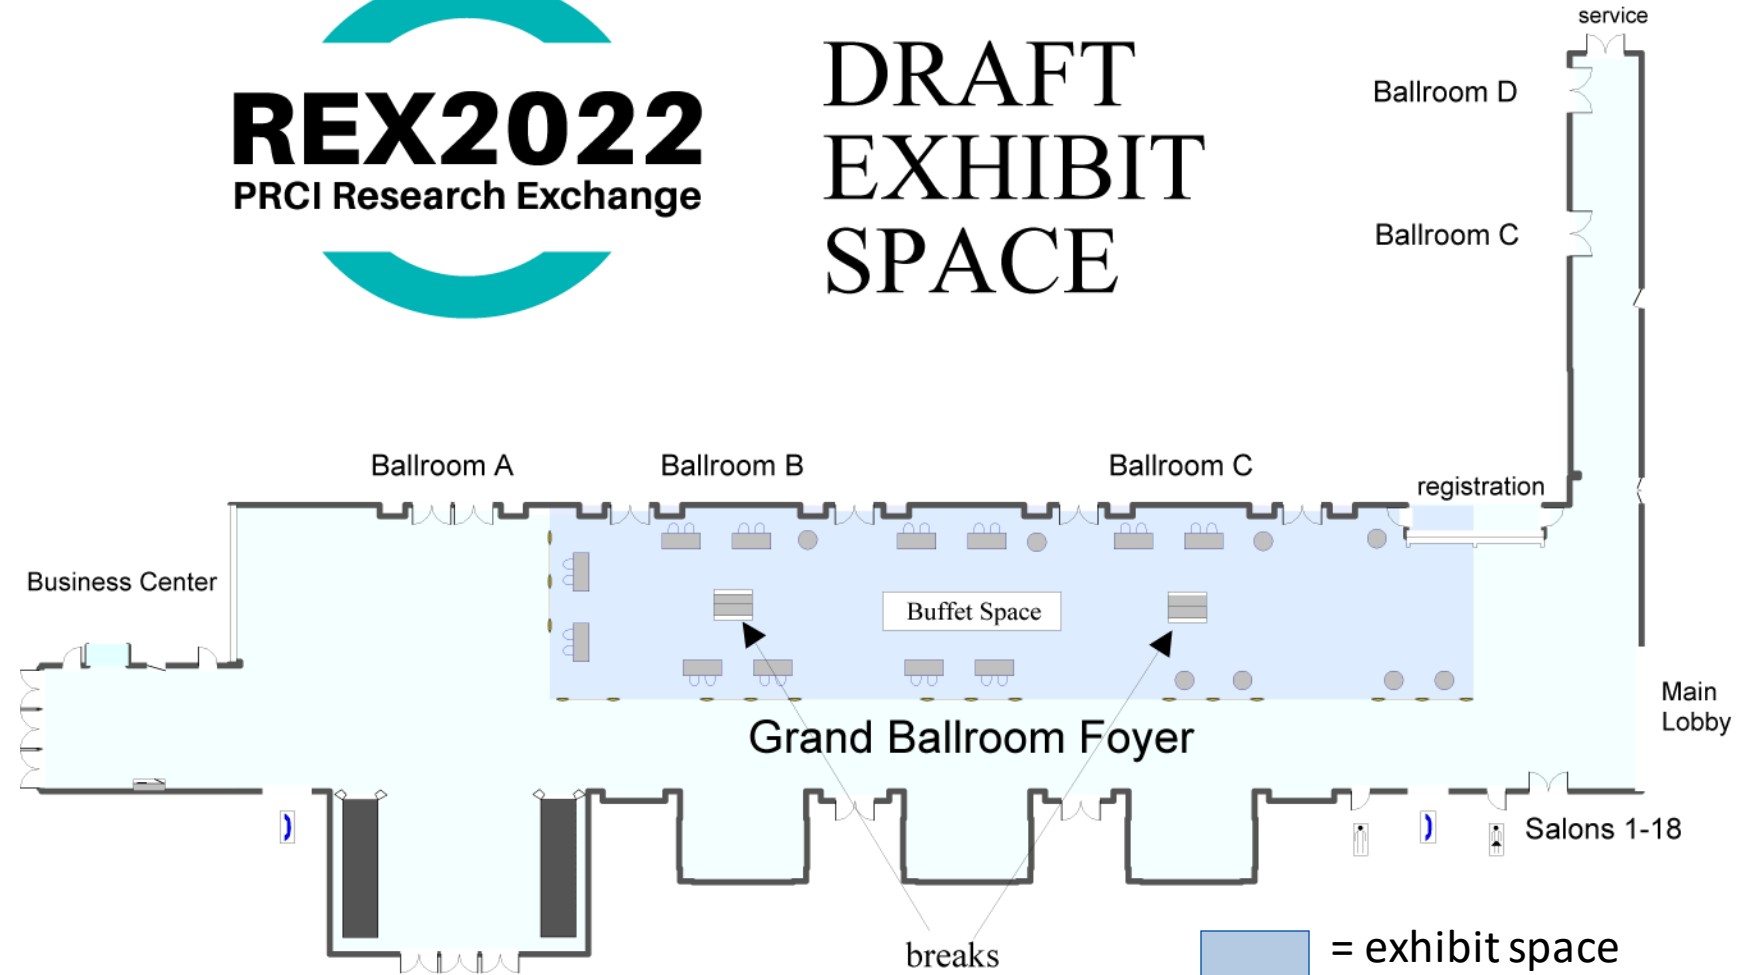 service
REX2022
PRCI Research Exchange
DRAFT
EXHIBIT
SPACE
Ballroom D
Ballroom C
Ballroom A
Ballroom B
Ballroom C
registration
Business Center
Buffet Space
Main
Lobby
Grand Ballroom Foyer
Salons 1-18
breaks
= exhibit space